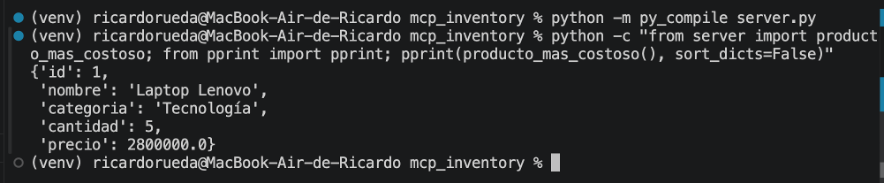 (venv) ricardorueda@MacBook-Air-de-Ricardo mcp_inventory % python -m py_compile server.py
(venv) ricardorueda@MacBook-Air-de-Ricardo mcp_inventory % python -c "from server import product
o_mas_costoso; from pprint import pprint; pprint(producto_mas_costoso(), sort_dicts=False)"
{'id': 1,
 'nombre': 'Laptop Lenovo',
 'categoria': 'Tecnología',
 'cantidad': 5,
 'precio': 2800000.0}
(venv) ricardorueda@MacBook-Air-de-Ricardo mcp_inventory %